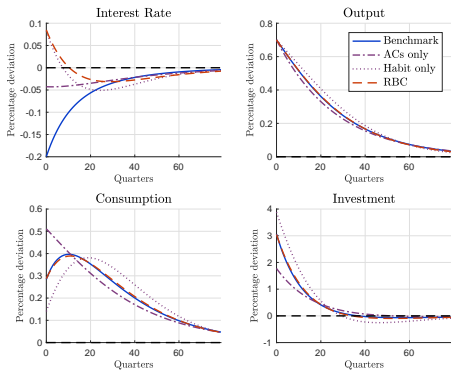 Interest Rate
Percentage deviation
0.1
0.05
0
-0.05
-0.1
-0.15
-0.2
0
20
40
60
Quarters
Output
Percentage deviation
0.8
0.6
0.4
0.2
0
0
20
40
60
Quarters
Benchmark
ACs only
Habit only
RBC
Consumption
Percentage deviation
0.6
0.5
0.4
0.3
0.2
0.1
0
0
20
40
60
Quarters
Investment
Percentage deviation
4
3
2
1
0
-1
0
20
40
60
Quarters